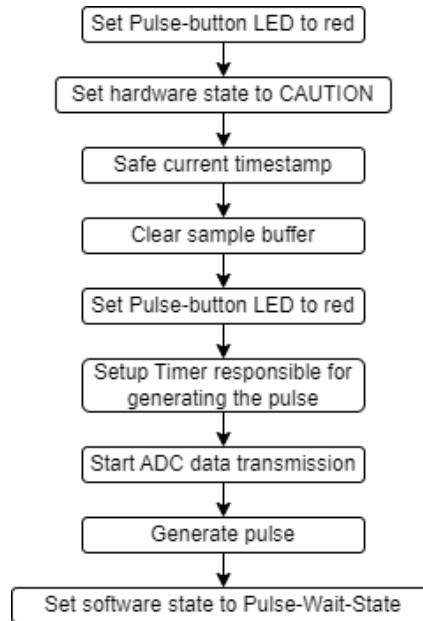 Set Pulse-button LED to red
Set hardware state to CAUTION
Safe current timestamp
Clear sample buffer
Set Pulse-button LED to red
Setup Timer responsible for
generating the pulse
Start ADC data transmission
Generate pulse
Set software state to Pulse-Wait-State